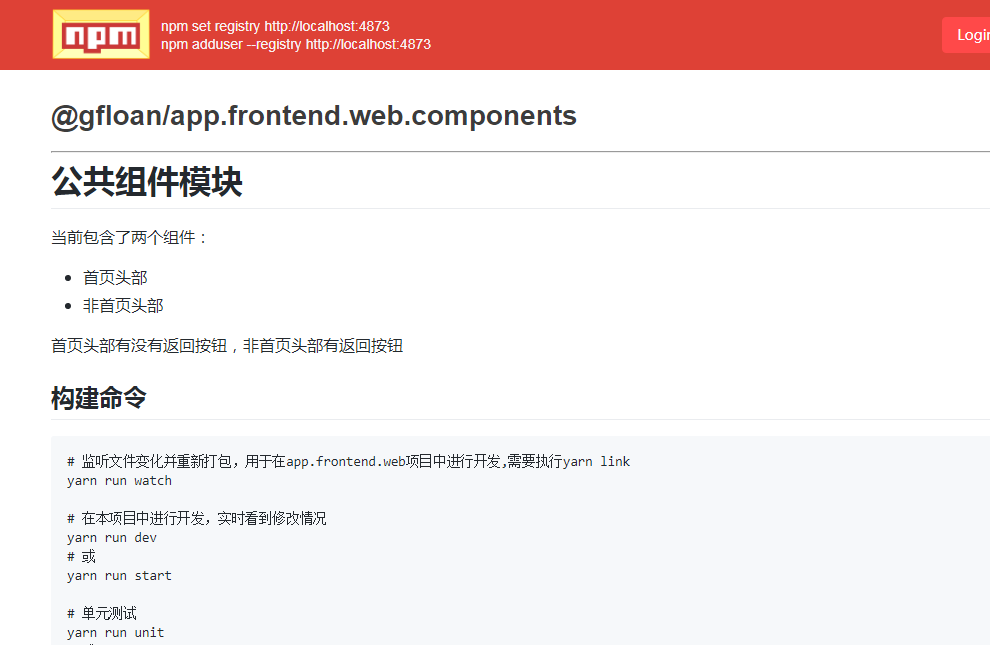 npm
npm set registry http://localhost:4873
npm adduser --registry http://localhost:4873
@gfloan/app.frontend.web.components
公共组件模块
当前包含了两个组件：
首页头部
非首页头部
首页头部有没有返回按钮，非首页头部有返回按钮
构建命令
# 监听文件变化并重新打包，用于在app.frontend.web项目中进行开发,需要执行yarn link
yarn run watch
# 在本项目中进行开发，实时看到修改情况
yarn run dev
# 或
yarn run start
# 单元测试
yarn run unit